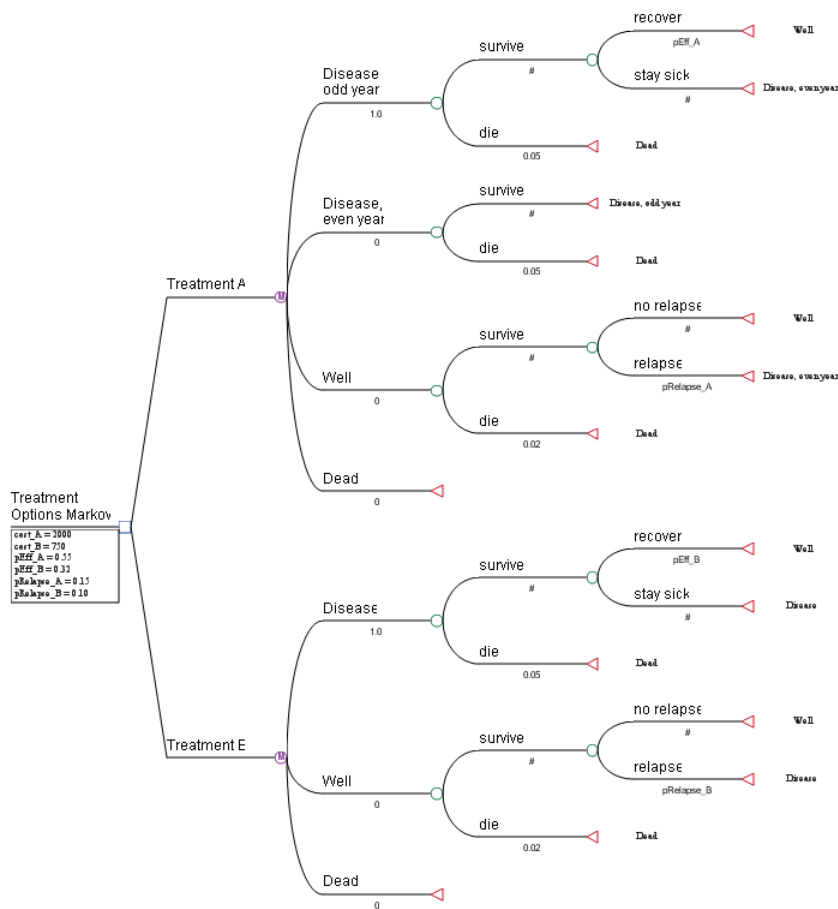 recover
pEff_A
Well
survive
#
stay sick
#
Disease, even year
Disease
odd year
1.0
die
0.05
Dead
survive
#
Disease, odd year
Disease,
even year
0
die
0.05
Dead
Treatment A
M
no relapse
#
Well
survive
#
relapse
pRelapse_A
Disease, even year
Well
0
die
0.02
Dead
Dead
0
Treatment
Options Markov
cost_A = 2000
cost_B = 750
pEff_A = 0.55
pEff_B = 0.32
pRelapse_A = 0.15
pRelapse_B = 0.10
recover
pEff_B
Well
survive
#
stay sick
#
Disease
Disease
1.0
die
0.05
Dead
Treatment E
M
no relapse
#
Well
survive
#
relapse
pRelapse_B
Disease
Well
0
die
0.02
Dead
Dead
0